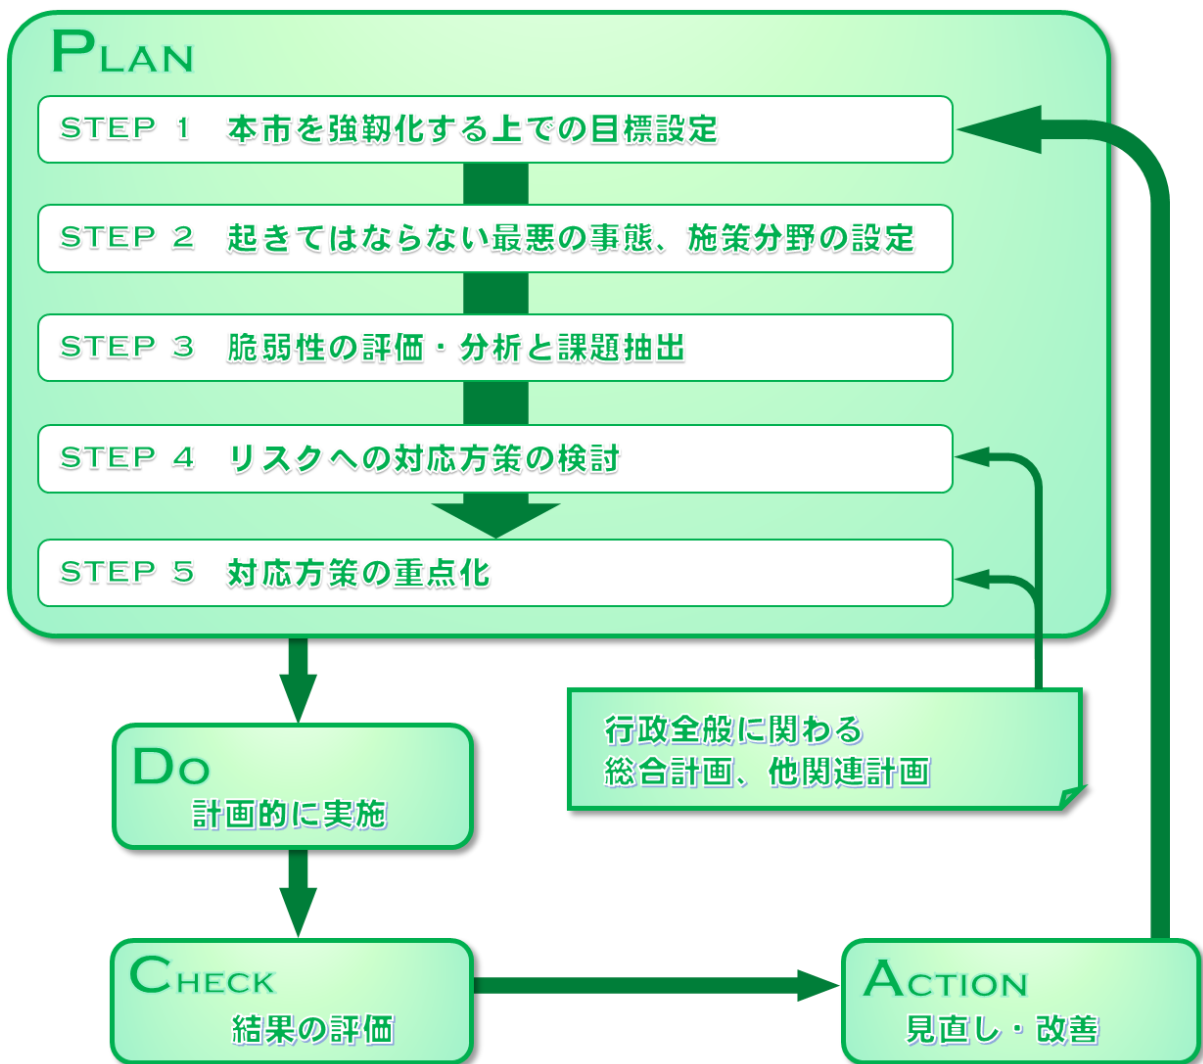 PLAN
STEP 1 本市を強靱化する上での目標設定
STEP 2 起きてはならない最悪の事態、施策分野の設定
STEP 3 脆弱性の評価・分析と課題抽出
STEP 4 リスクへの対応方策の検討
STEP 5 対応方策の重点化
行政全般に関わる
総合計画、他関連計画
DO
計画的に実施
CHECK
結果の評価
ACTION
見直し・改善